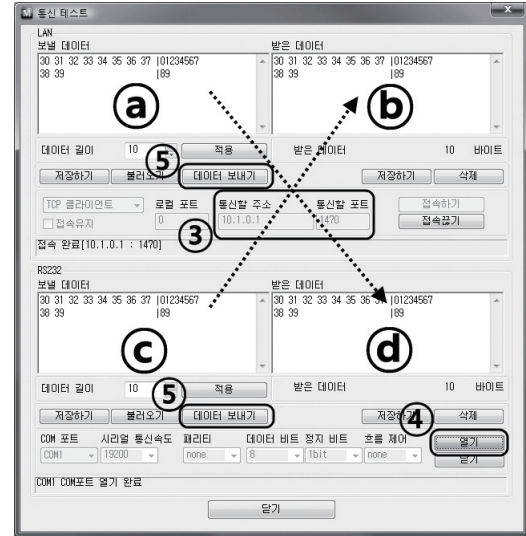 통신 테스트
LAN
보낼 데이터 받은 데이터
30 31 32 33 34 35 36 37 |01234567 30 31 32 33 34 35 36 37 |01234567
38 39 |89 38 39 |89
ⓐ ⓑ
데이터 길이 10 ⑤ 적용 받은 데이터 10 바이트
저장하기 불러오기 데이터 보내기 저장하기 삭제
TCP 클라이언트 로컬 포트 통신할 주소 통신할 포트 접속하기
접속유지 0 ③ 10.1.0.1 1470 접속끊기
접속 완료[10.1.0.1 : 1470]
RS232
보낼 데이터 받은 데이터
30 31 32 33 34 35 36 37 |01234567 30 31 32 33 34 35 36 37 |01234567
38 39 |89 38 39 |89
ⓒ ⓓ
데이터 길이 10 ⑤ 적용 받은 데이터 10 바이트
저장하기 불러오기 데이터 보내기 저장하기 ④ 삭제
COM 포트 시리얼 통신속도 패리티 데이터 비트 정지 비트 흐름 제어 열기
COM1 19200 none 8 1bit none 닫기
COM1 COM포트 열기 완료
닫기